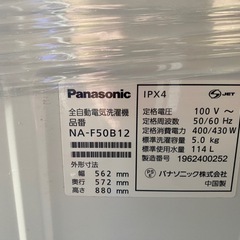 Panasonic
全自動電気洗濯機
品番
NA-F50B12
外形寸法
幅 562 mm
奥行 572 mm
高さ 880 mm
IPX4
JET
定格電圧 100 V～
定格周波数 50/60 Hz
定格消費電力 400/430 W
標準洗濯容量 5.0 kg
標準使用水量 114 L
製造番号 1962400252
パナソニック株式会社
中国製